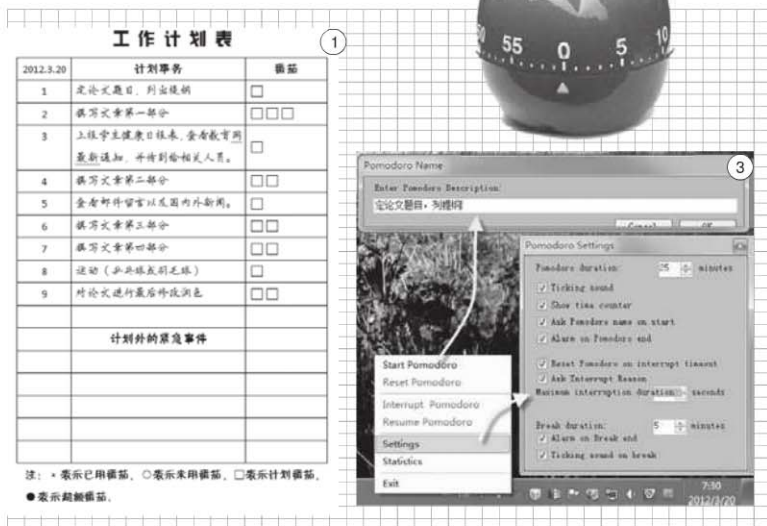 工作计划表
1
2012.3.20 计划事务 番茄
1 定论文题目，列出提纲 □
2 撰写文章第一部分 □□□
3 上报学生健康日报表，查看教育网
最新通知，并传到给相关人员。 □
4 撰写文章第二部分 □□
5 查看邮件留言以及国内外新闻。 □
6 撰写文章第三部分 □□
7 撰写文章第四部分 □□
8 运动（乒乓球或羽毛球） □
9 对论文进行最后修改润色 □□
计划外的紧急事件
注：×表示已用番茄，○表示未用番茄，□表示计划番茄，
●表示超额番茄。
50 55 0 5 10
Pomodoro Name
3
Enter Pomodoro Description:
定论文题目，列提纲
Cancel OK
Pomodoro Settings
Pomodoro duration: 25 minutes
Ticking sound
Show time counter
Ask Pomodoro name on start
Alarm on Pomodoro end
Reset Pomodoro on interrupt timeout
Ask Interrupt Reason
Maximum interruption duration: seconds
Break duration: 5 minutes
Alarm on Break end
Ticking sound on break
Start Pomodoro
Reset Pomodoro
Interrupt Pomodoro
Resume Pomodoro
Settings
Statistics
Exit
7:30
2012/3/20